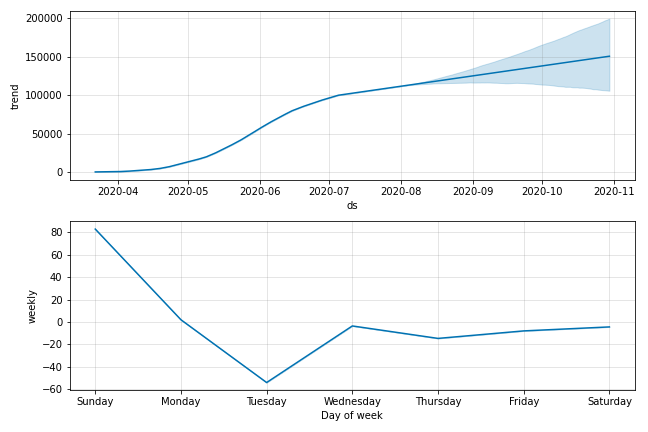 200000
150000
100000
50000
0
trend
2020-04 2020-05 2020-06 2020-07 2020-08 2020-09 2020-10 2020-11
ds
80
60
40
20
0
−20
−40
−60
weekly
Sunday Monday Tuesday Wednesday Thursday Friday Saturday
Day of week